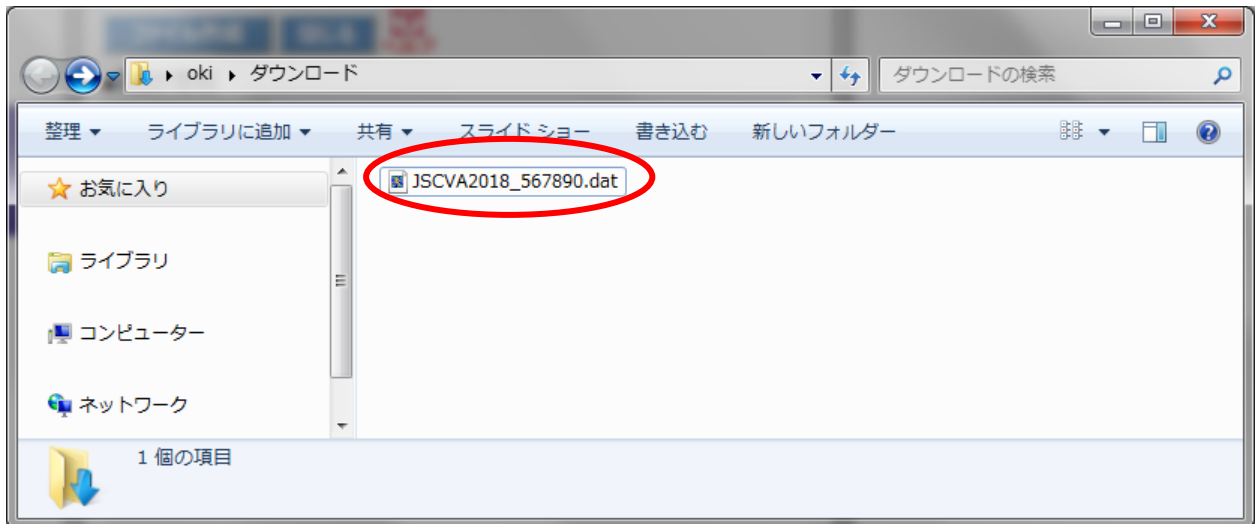 oki ダウンロード ダウンロードの検索
整理 ライブラリに追加 共有 スライド ショー 書き込む 新しいフォルダー
お気に入り
JSCVA2018_567890.dat
ライブラリ
コンピューター
ネットワーク
1 個の項目